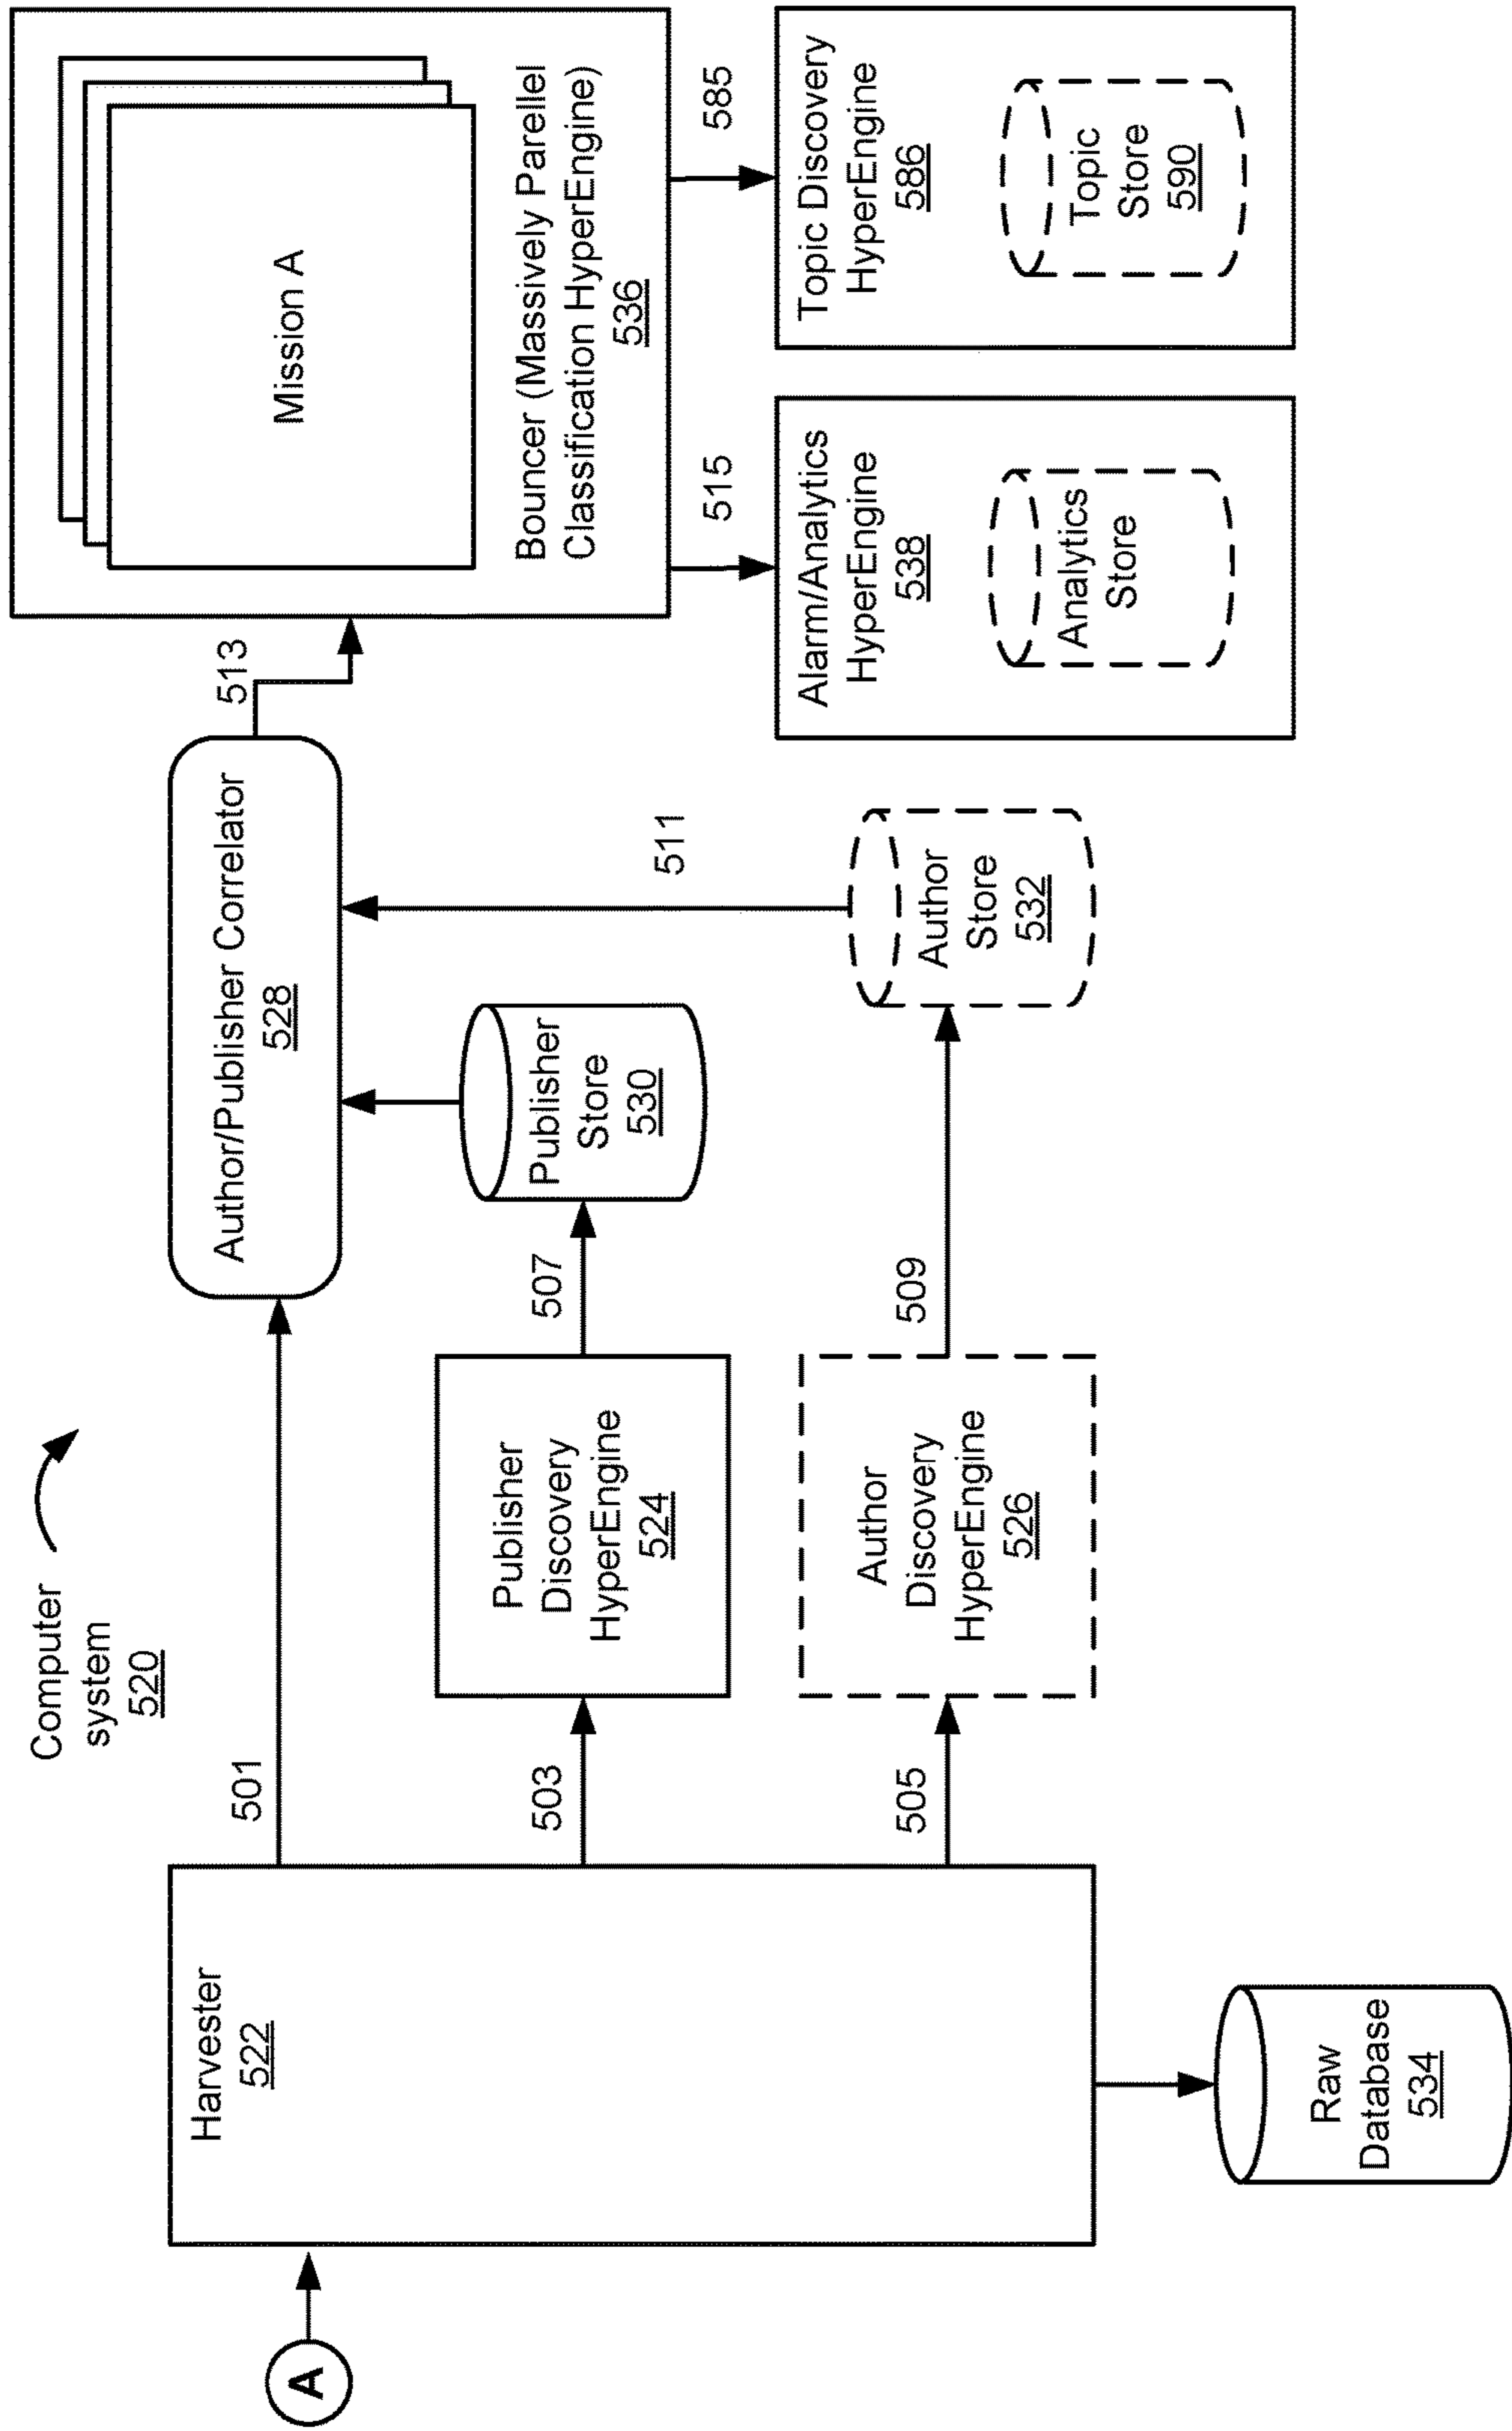 Computer
system
520
A
Harvester
522
Raw
Database
534
501
503
505
Publisher
Discovery
HyperEngine
524
Author
Discovery
HyperEngine
526
507
509
Publisher
Store
530
Author
Store
532
511
Author/Publisher Correlator
528
513
Mission A
Bouncer (Massively Parellel
Classification HyperEngine)
536
515
585
Alarm/Analytics
HyperEngine
538
Analytics
Store
Topic Discovery
HyperEngine
586
Topic
Store
590